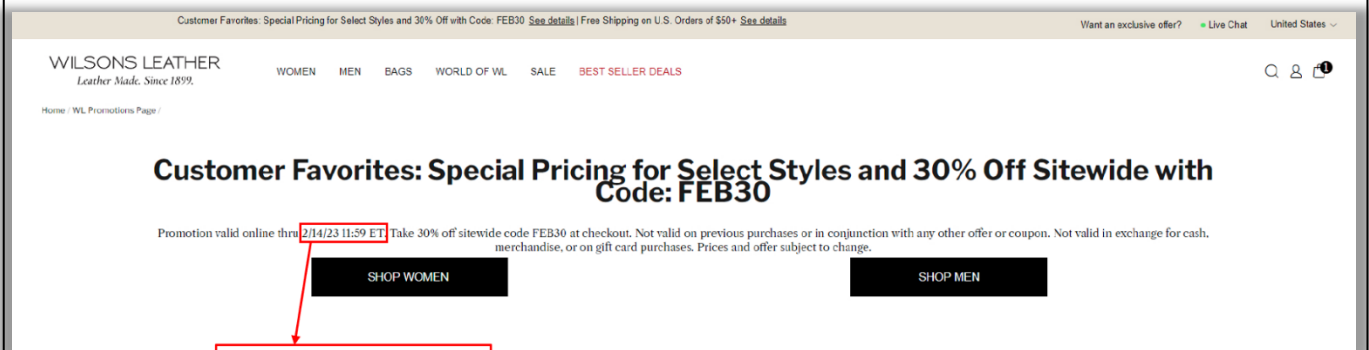 Customer Favorites: Special Pricing for Select Styles and 30% Off with Code: FEB30 See details | Free Shipping on U.S. Orders of $50+ See details
Want an exclusive offer? Live Chat United States
WILSONS LEATHER
Leather Made. Since 1899.
WOMEN MEN BAGS WORLD OF WL SALE BEST SELLER DEALS
1
Home / WL Promotions Page /
Customer Favorites: Special Pricing for Select Styles and 30% Off Sitewide with
Code: FEB30
Promotion valid online thru 2/14/23 11:59 ET. Take 30% off sitewide code FEB30 at checkout. Not valid on previous purchases or in conjunction with any other offer or coupon. Not valid in exchange for cash,
merchandise, or on gift card purchases. Prices and offer subject to change.
SHOP WOMEN SHOP MEN